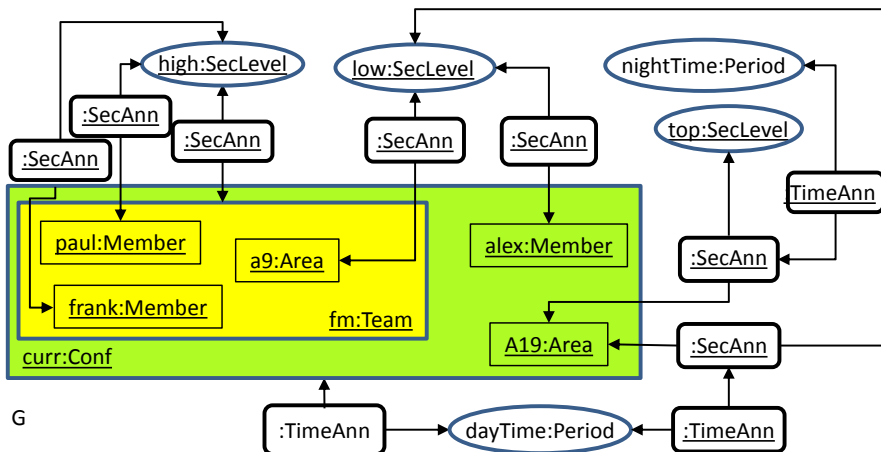 high:SecLevel
low:SecLevel
nightTime:Period
:SecAnn
top:SecLevel
:SecAnn
:SecAnn
:SecAnn
:SecAnn
:TimeAnn
paul:Member
alex:Member
a9:Area
:SecAnn
frank:Member
fm:Team
curr:Conf
A19:Area
:SecAnn
G
:TimeAnn
dayTime:Period
:TimeAnn